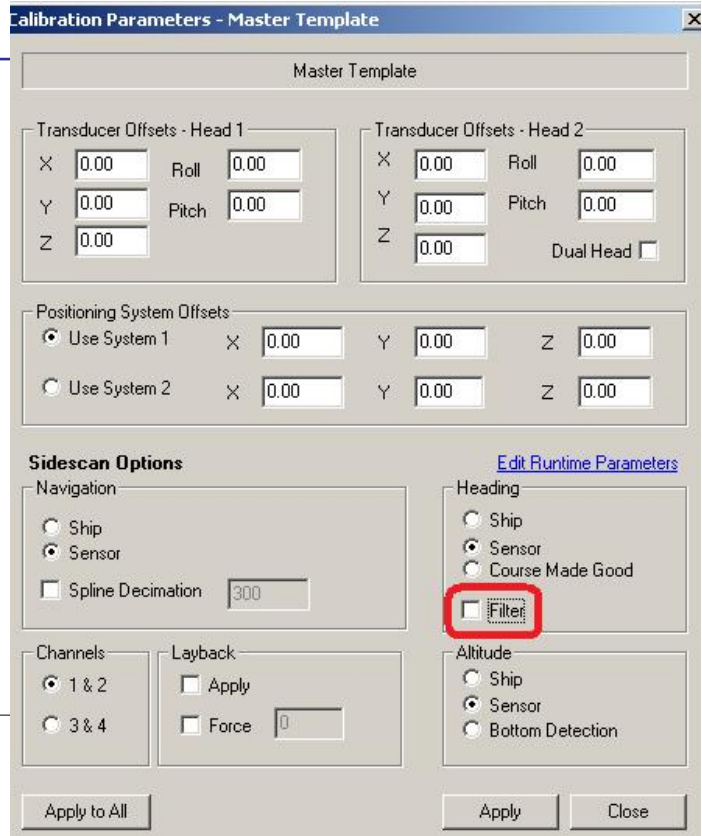 Calibration Parameters - Master Template
Master Template
Transducer Offsets - Head 1
X 0.00 Roll 0.00
Y 0.00 Pitch 0.00
Z 0.00
Transducer Offsets - Head 2
X 0.00 Roll 0.00
Y 0.00 Pitch 0.00
Z 0.00 Dual Head
Positioning System Offsets
Use System 1 X 0.00 Y 0.00 Z 0.00
Use System 2 X 0.00 Y 0.00 Z 0.00
Sidescan Options
Edit Runtime Parameters
Navigation
Ship
Sensor
Spline Decimation 300
Heading
Ship
Sensor
Course Made Good
Filter
Channels
1 & 2
3 & 4
Layback
Apply
Force 0
Altitude
Ship
Sensor
Bottom Detection
Apply to All Apply Close